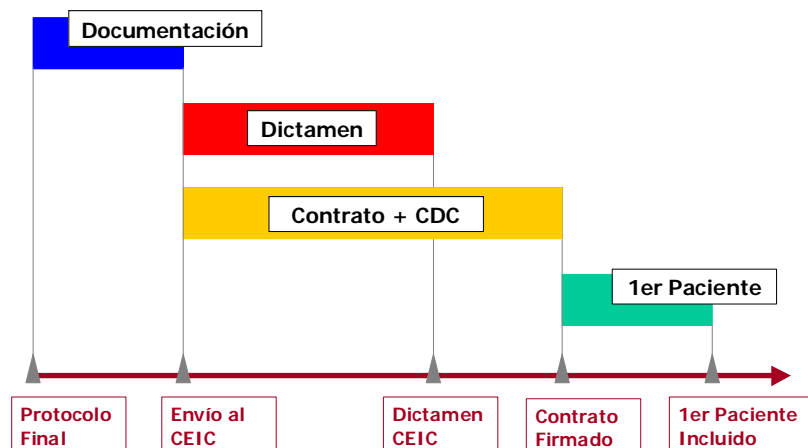 Documentación
Dictamen
Contrato + CDC
1er Paciente
Protocolo
Final
Envío al
CEIC
Dictamen
CEIC
Contrato
Firmado
1er Paciente
Incluido